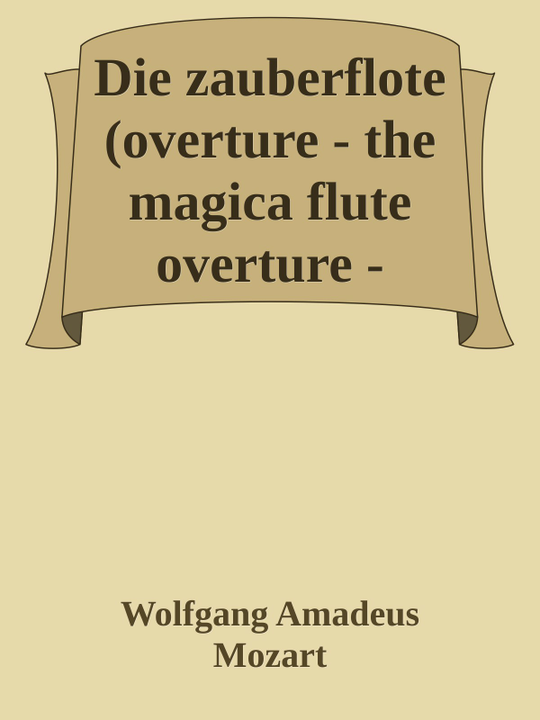 Die zauberflote
(overture - the
magica flute
overture -
Wolfgang Amadeus
Mozart